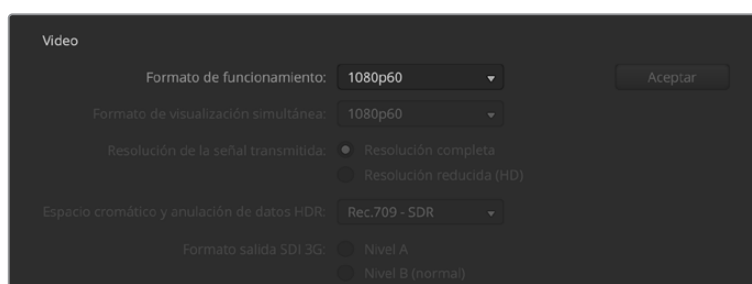 Video
Formato de funcionamiento: 1080p60 Aceptar
Formato de visualización simultánea: 1080p60
Resolución de la señal transmitida: Resolución completa
Resolución reducida (HD)
Espacio cromático y anulación de datos HDR: Rec.709 - SDR
Formato salida SDI 3G: Nivel A
Nivel B (normal)